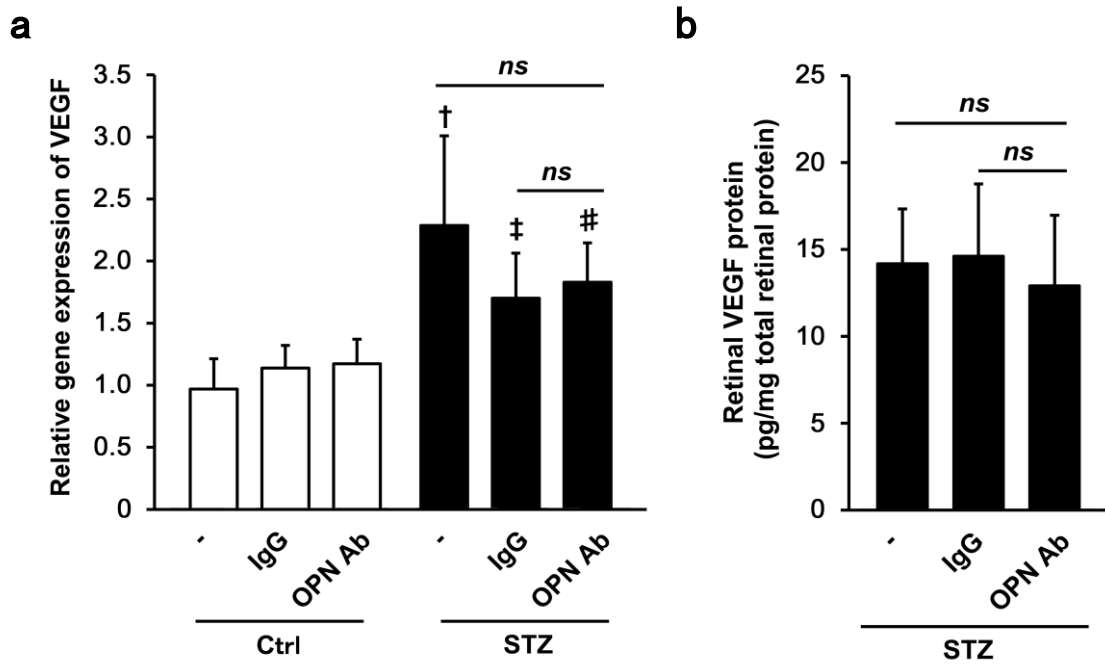 a
Relative gene expression of VEGF
3.5
3.0
2.5
2.0
1.5
1.0
0.5
0
ns
†
ns
‡
#
-
IgG
OPN Ab
-
IgG
OPN Ab
Ctrl
STZ
b
Retinal VEGF protein
(pg/mg total retinal protein)
25
20
15
10
5
0
ns
ns
-
IgG
OPN Ab
STZ